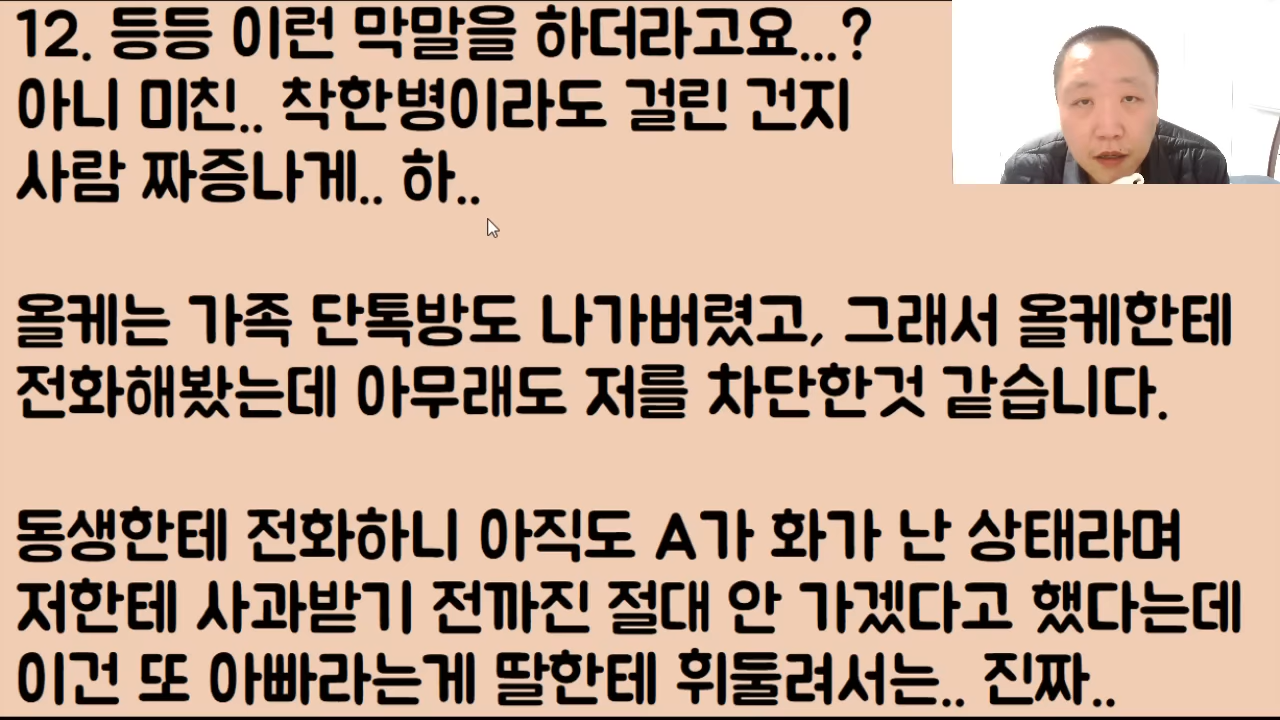 12. 등등 이런 막말을 하더라고요...?
아니 미친.. 착한병이라도 걸린 건지
사람 짜증나게.. 하..
올케는 가족 단톡방도 나가버렸고, 그래서 올케한테
전화해봤는데 아무래도 저를 차단한것 같습니다.
동생한테 전화하니 아직도 A가 화가 난 상태라며
저한테 사과받기 전까진 절대 안 가겠다고 했다는데
이건 또 아빠라는게 딸한테 휘둘려서는.. 진짜..